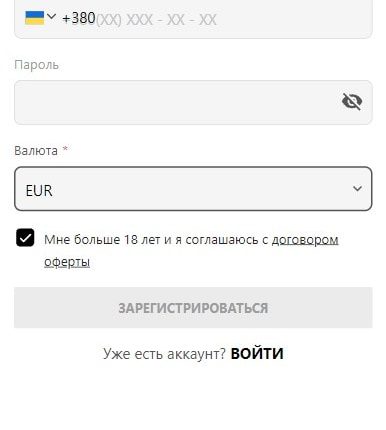 +380(XX) XXX - XX - XX
Пароль
Валюта *
EUR
Мне больше 18 лет и я соглашаюсь с договором
оферты
ЗАРЕГИСТРИРОВАТЬСЯ
Уже есть аккаунт? ВОЙТИ